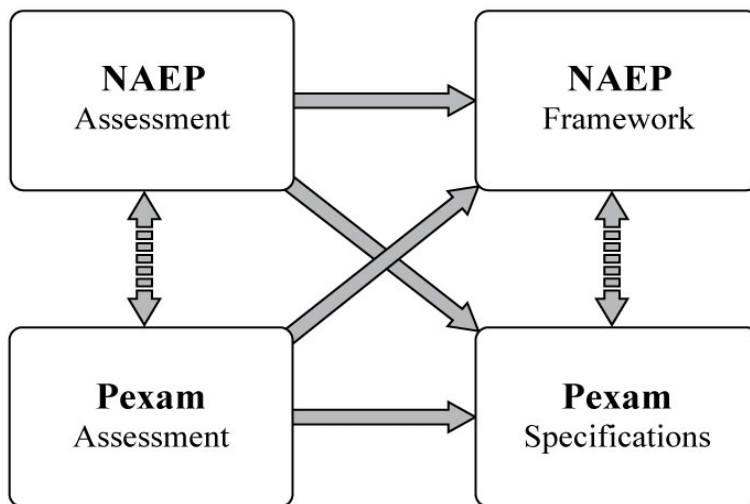 NAEP
Assessment
NAEP
Framework
Pexam
Assessment
Pexam
Specifications